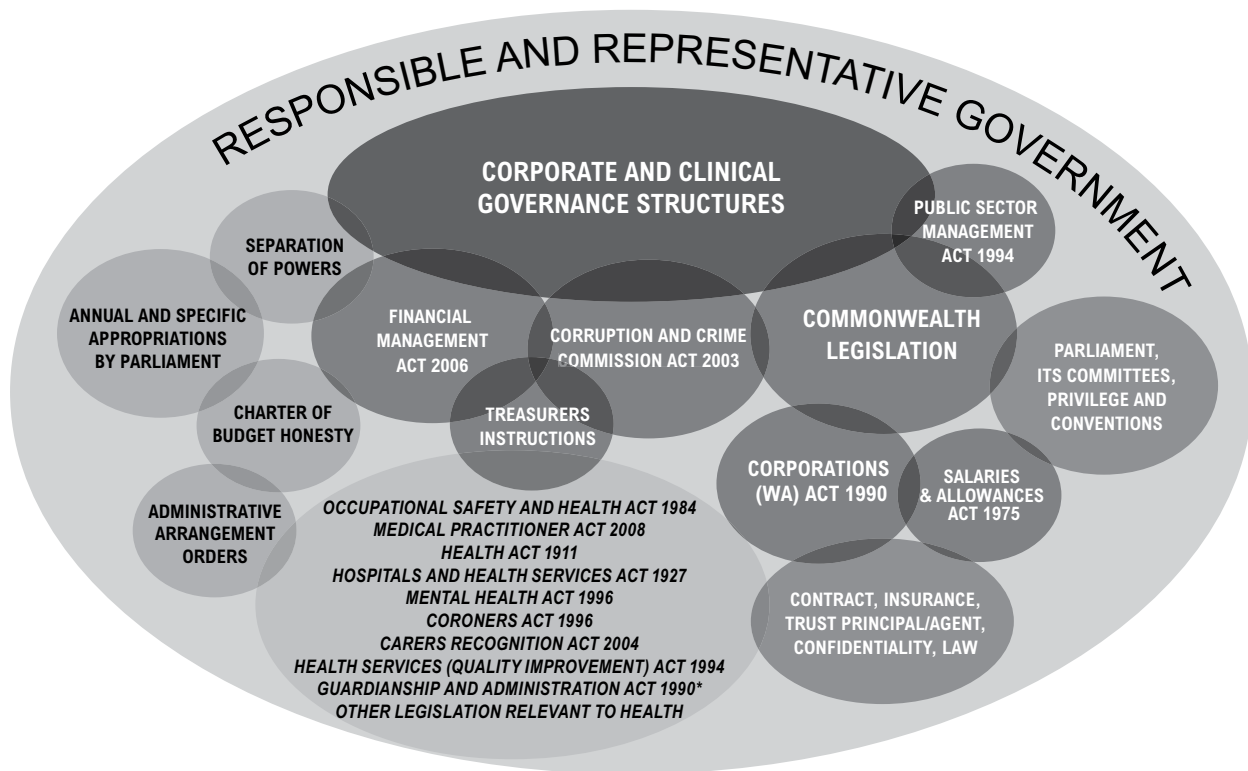 RESPONSIBLE AND REPRESENTATIVE GOVERNMENT
CORPORATE AND CLINICAL
GOVERNANCE STRUCTURES
PUBLIC SECTOR
MANAGEMENT
ACT 1994
SEPARATION
OF POWERS
ANNUAL AND SPECIFIC
APPROPRIATIONS
BY PARLIAMENT
FINANCIAL
MANAGEMENT
ACT 2006
CORRUPTION AND CRIME
COMMISSION ACT 2003
COMMONWEALTH
LEGISLATION
PARLIAMENT,
ITS COMMITTEES,
PRIVILEGE AND
CONVENTIONS
CHARTER OF
BUDGET HONESTY
TREASURERS
INSTRUCTIONS
CORPORATIONS
(WA) ACT 1990
SALARIES
& ALLOWANCES
ACT 1975
ADMINISTRATIVE
ARRANGEMENT
ORDERS
OCCUPATIONAL SAFETY AND HEALTH ACT 1984
MEDICAL PRACTITIONER ACT 2008
HEALTH ACT 1911
HOSPITALS AND HEALTH SERVICES ACT 1927
MENTAL HEALTH ACT 1996
CORONERS ACT 1996
CARERS RECOGNITION ACT 2004
HEALTH SERVICES (QUALITY IMPROVEMENT) ACT 1994
GUARDIANSHIP AND ADMINISTRATION ACT 1990*
OTHER LEGISLATION RELEVANT TO HEALTH
CONTRACT, INSURANCE,
TRUST PRINCIPAL/AGENT,
CONFIDENTIALITY, LAW